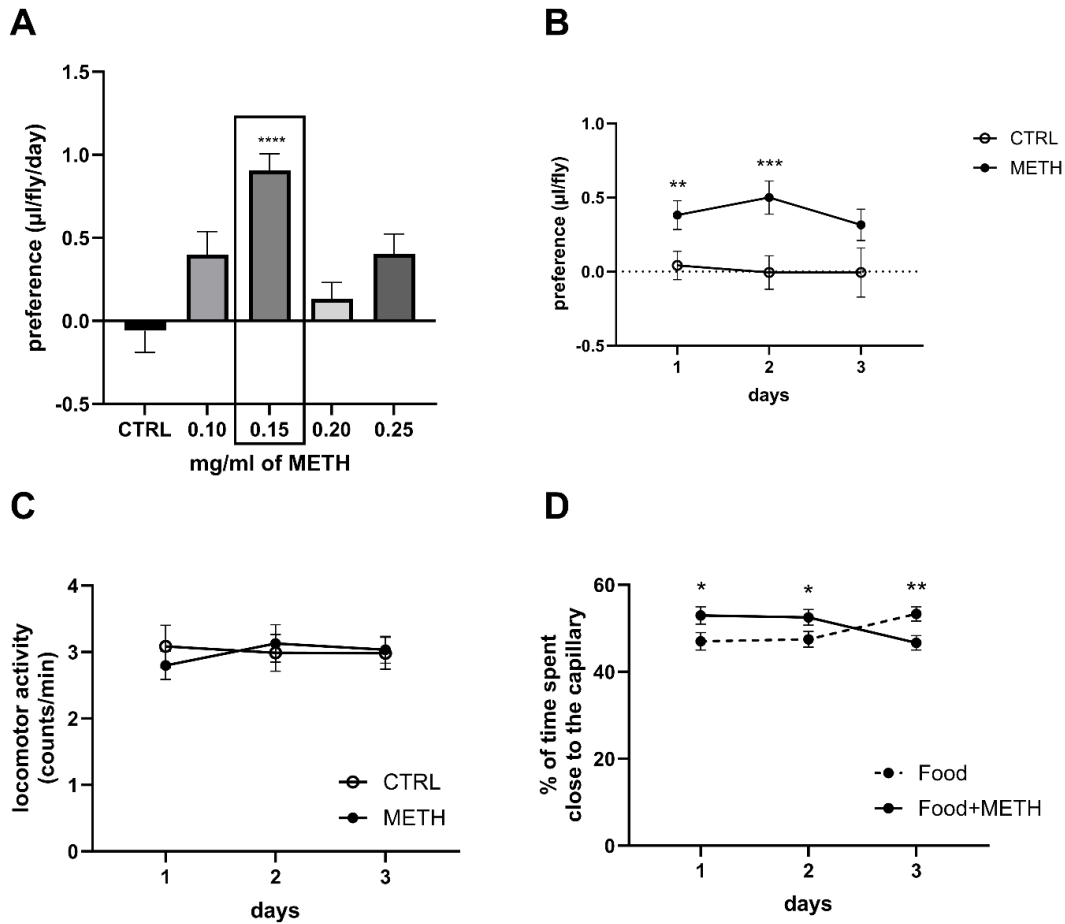 A
preference (µl/fly/day)
1.5
1.0
0.5
0.0
-0.5
****
CTRL 0.10 0.15 0.20 0.25
mg/ml of METH
B
preference (µl/fly)
1.0
0.5
0.0
-0.5
** ***
1 2 3
days
CTRL
METH
C
locomotor activity
(counts/min)
4
3
2
1
0
CTRL
METH
1 2 3
days
D
% of time spent
close to the capillary
60
40
20
0
* * **
Food
Food+METH
1 2 3
days